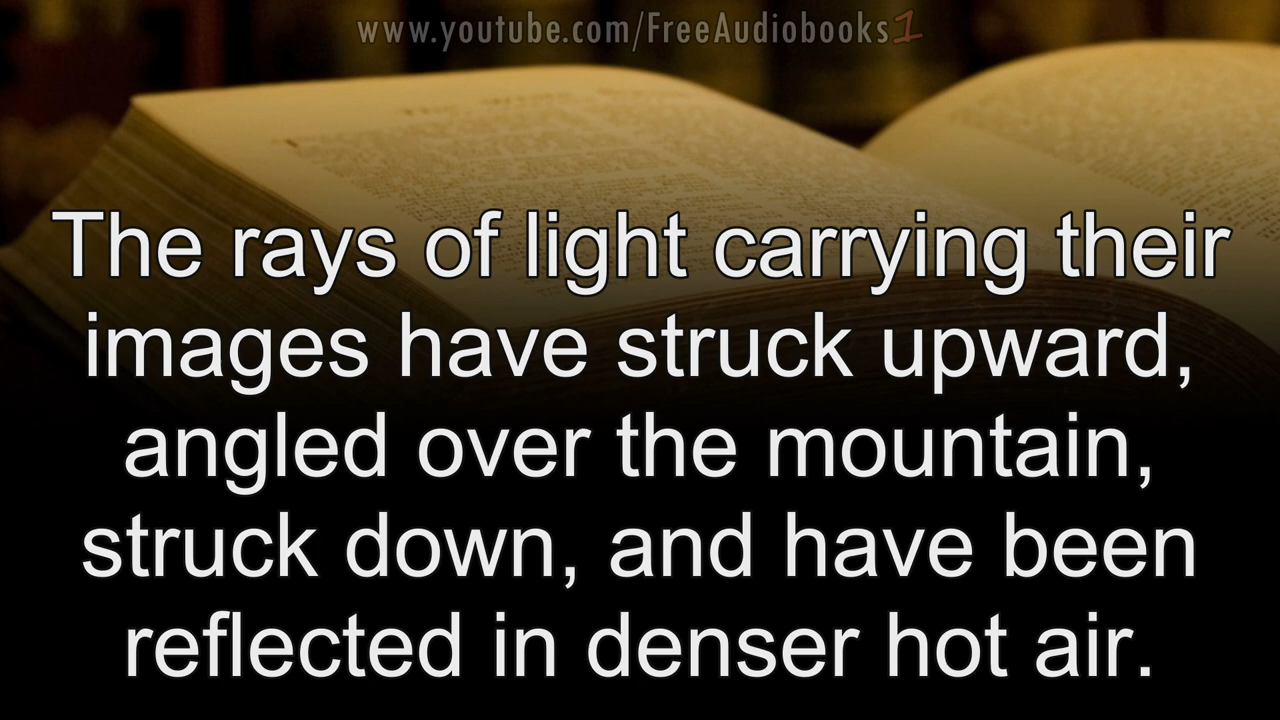 www.youtube.com/FreeAudiobooks1
The rays of light carrying their
images have struck upward,
angled over the mountain,
struck down, and have been
reflected in denser hot air.